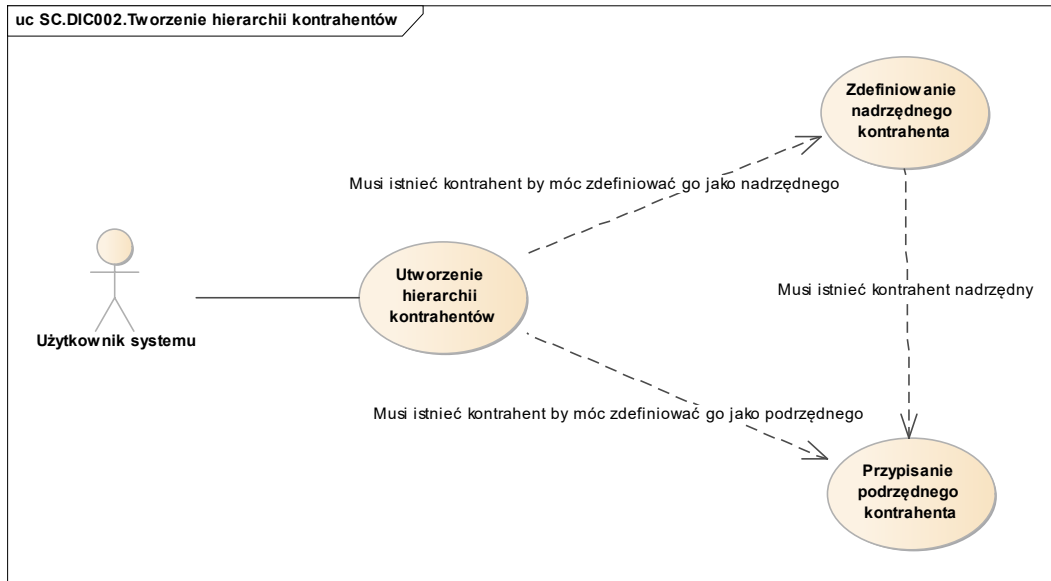 uc SC.DIC002.Tworzenie hierarchii kontrahentów
Zdefiniowanie
nadrzędnego
kontrahenta
Musi istnieć kontrahent by móc zdefiniować go jako nadrzędnego
Utworzenie
hierarchii
kontrahentów
Musi istnieć kontrahent nadrzędny
Użytkownik systemu
Musi istnieć kontrahent by móc zdefiniować go jako podrzędnego
Przypisanie
podrzędnego
kontrahenta